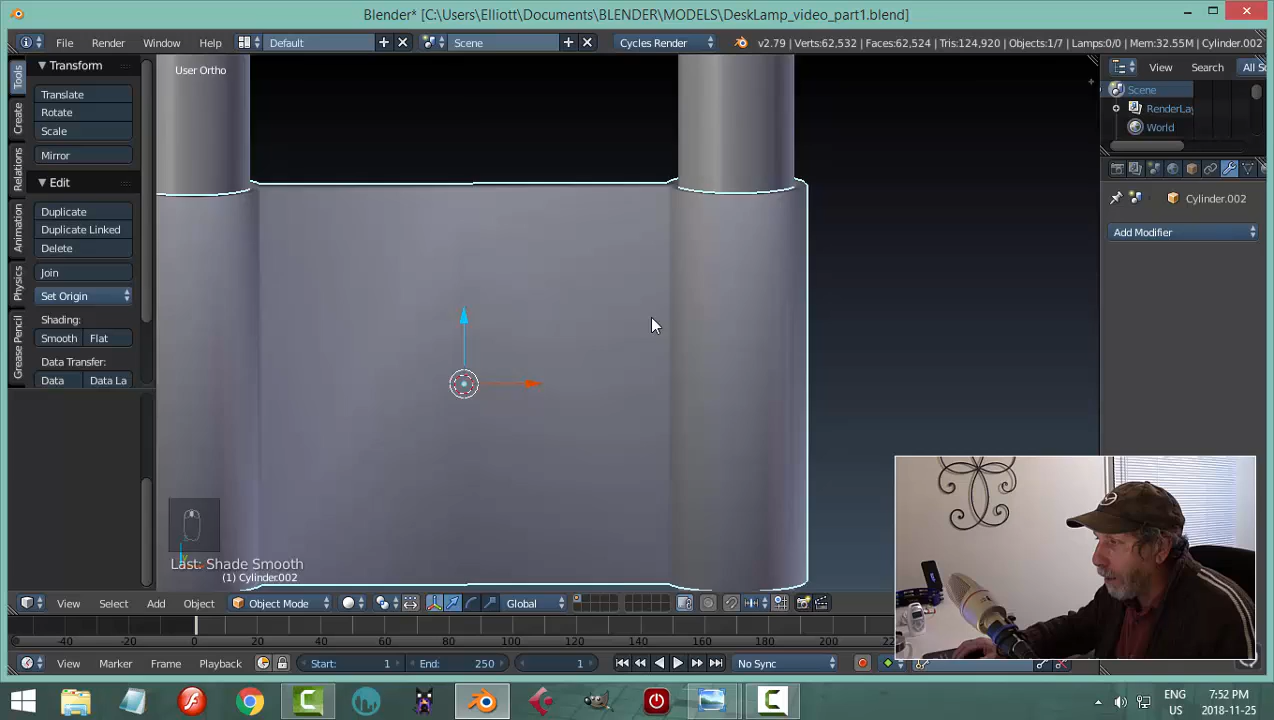 Blender* [C:\Users\Elliott\Documents\BLENDER\MODELS\DeskLamp_video_part1.blend]
File Render Window Help Default Scene Cycles Render v2.79 | Verts:62,532 | Faces:62,524 | Tris:124,920 | Objects:1/7 | Lamps:0/0 | Mem:32.55M | Cylinder.002
Tools
Create
Relations
Animation
Physics
Grease Pencil
Transform
Translate
Rotate
Scale
Mirror
Edit
Duplicate
Duplicate Linked
Delete
Join
Set Origin
Shading:
Smooth Flat
Data Transfer:
Data Data La
User Ortho
Last: Shade Smooth
(1) Cylinder.002
View Search All Sc
Scene
RenderLay
World
Cylinder.002
Add Modifier
View Select Add Object Object Mode Global
-40 -20 0 20 40 60 80 100 120 140 160 180 200
View Marker Frame Playback Start: 1 End: 250 1 No Sync
ENG
US
7:52 PM
2018-11-25